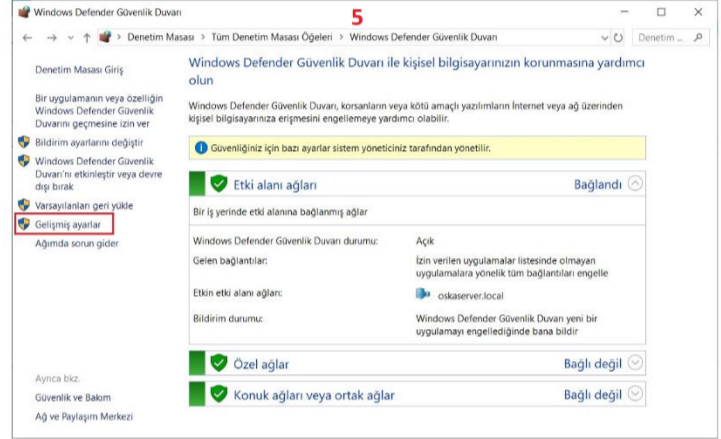 Windows Defender Güvenlik Duvarı
5
Denetim Masası > Tüm Denetim Masası Öğeleri > Windows Defender Güvenlik Duvarı
Denetim ...
Denetim Masası Giriş
Bir uygulamanın veya özelliğin
Windows Defender Güvenlik
Duvarını geçmesine izin ver
Bildirim ayarlarını değiştir
Windows Defender Güvenlik
Duvarı'nı etkinleştir veya devre
dışı bırak
Varsayılanları geri yükle
Gelişmiş ayarlar
Ağımda sorun gider
Ayrıca bkz.
Güvenlik ve Bakım
Ağ ve Paylaşım Merkezi
Windows Defender Güvenlik Duvarı ile kişisel bilgisayarınızın korunmasına yardımcı
olun
Windows Defender Güvenlik Duvarı, korsanların veya kötü amaçlı yazılımların İnternet veya ağ üzerinden
kişisel bilgisayarınıza erişmesini engellemeye yardımcı olabilir.
Güvenliğiniz için bazı ayarlar sistem yöneticiniz tarafından yönetilir.
Etki alanı ağları Bağlandı
Bir iş yerinde etki alanına bağlanmış ağlar
Windows Defender Güvenlik Duvarı durumu: Açık
Gelen bağlantılar: İzin verilen uygulamalar listesinde olmayan
uygulamalara yönelik tüm bağlantıları engelle
Etkin etki alanı ağları: oskaserver.local
Bildirim durumu: Windows Defender Güvenlik Duvarı yeni bir
uygulamayı engellediğinde bana bildir
Özel ağlar Bağlı değil
Konuk ağları veya ortak ağlar Bağlı değil